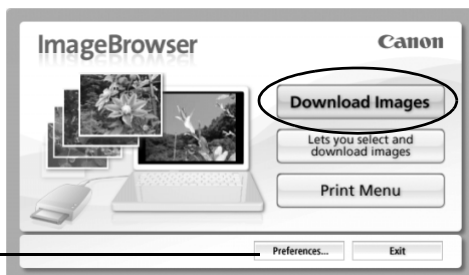 ImageBrowser
Canon
Download Images
Lets you select and
download images
Print Menu
Preferences...
Exit